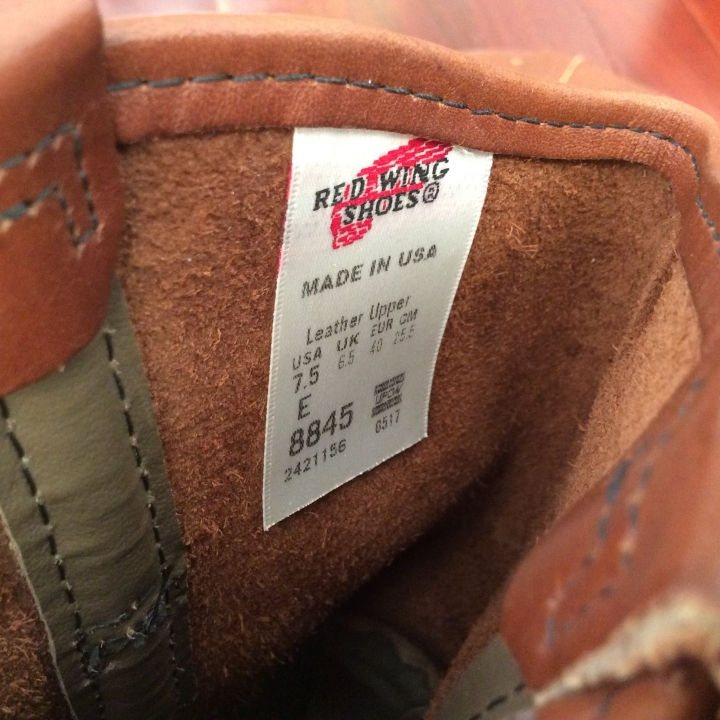 RED WING
SHOES®
MADE IN USA
Leather Upper
USA UK EUR CM
7.5 6.5 40 25.5
E
8845 UPCW
2421156 0517